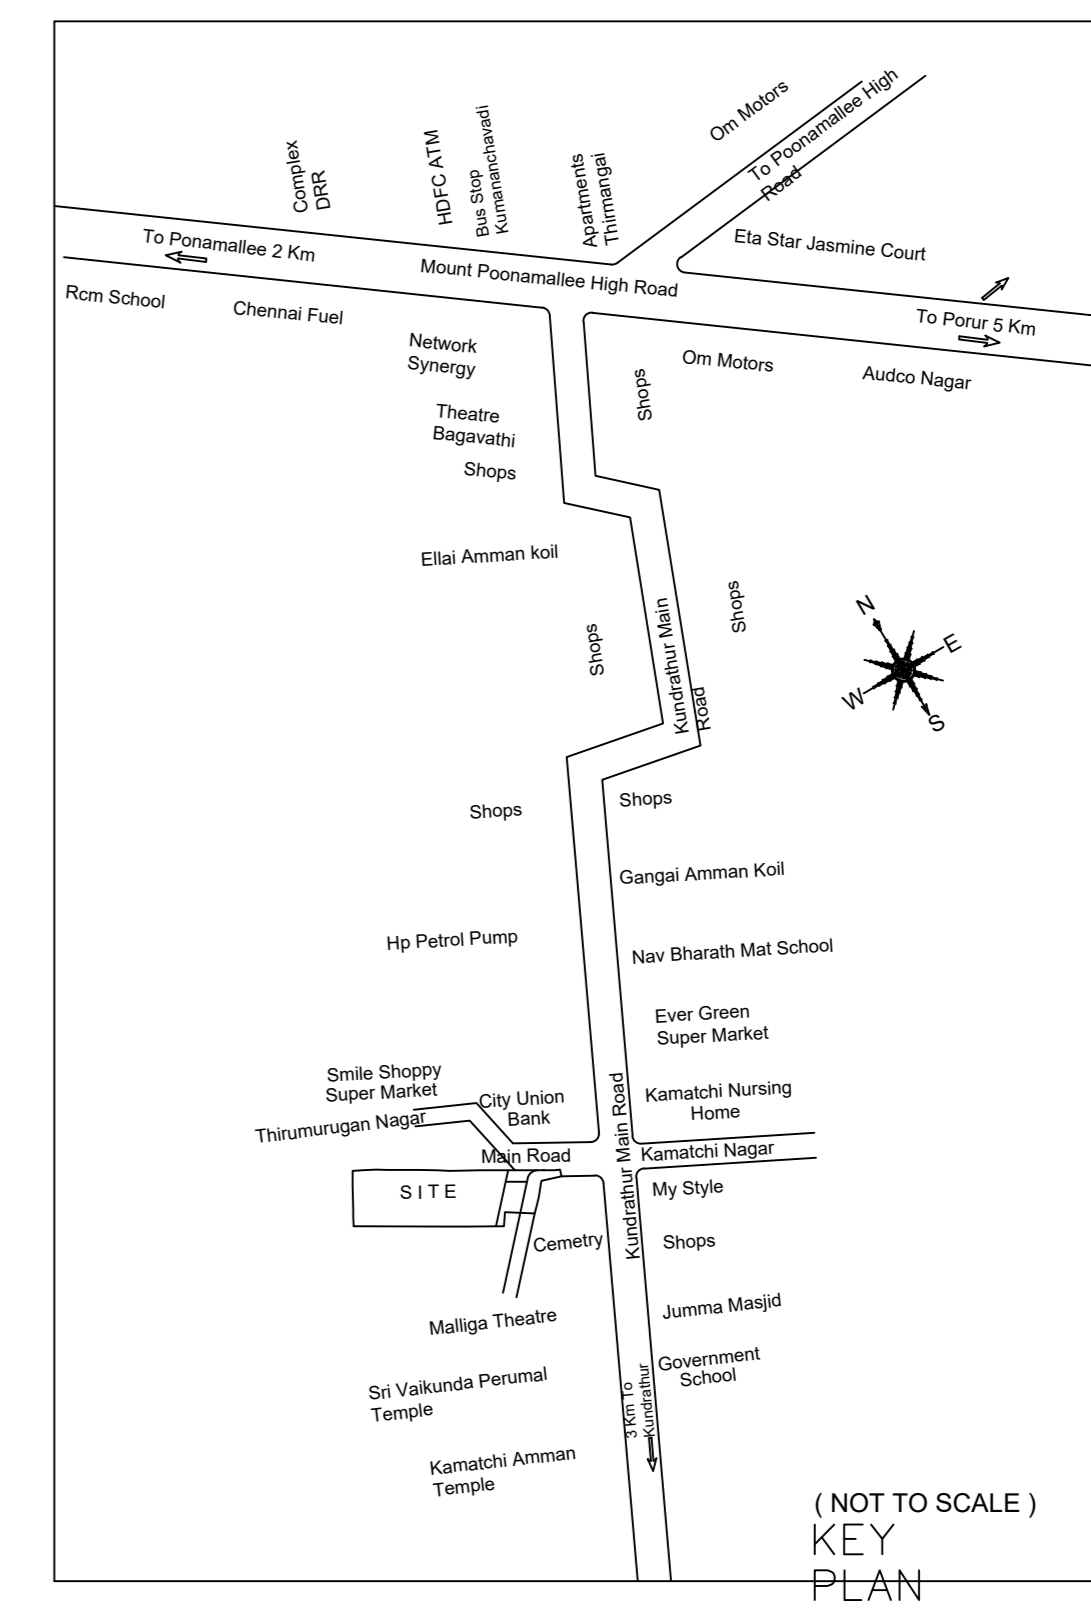 Om Motors
To Poonamallee High
Road
Complex
DRR
HDFC ATM
Bus Stop
Kumananchavadi
Apartments
Thirmangai
Eta Star Jasmine Court
To Ponamallee 2 Km
Mount Poonamallee High Road
To Porur 5 Km
Rcm School
Chennai Fuel
Network
Synergy
Om Motors
Audco Nagar
Shops
Theatre
Bagavathi
Shops
Ellai Amman koil
Shops
Kundrathur Main
Road
Shops
N
E
W
S
Shops
Shops
Gangai Amman Koil
Hp Petrol Pump
Nav Bharath Mat School
Ever Green
Super Market
Smile Shoppy
Super Market
City Union
Bank
Kamatchi Nursing
Home
Thirumurugan Nagar
Main Road
Kundrathur Main Road
Kamatchi Nagar
SITE
My Style
Cemetry
Shops
Malliga Theatre
Jumma Masjid
Government
School
Sri Vaikunda Perumal
Temple
3 Km To
Kundrathur
Kamatchi Amman
Temple
( NOT TO SCALE )
KEY
PLAN